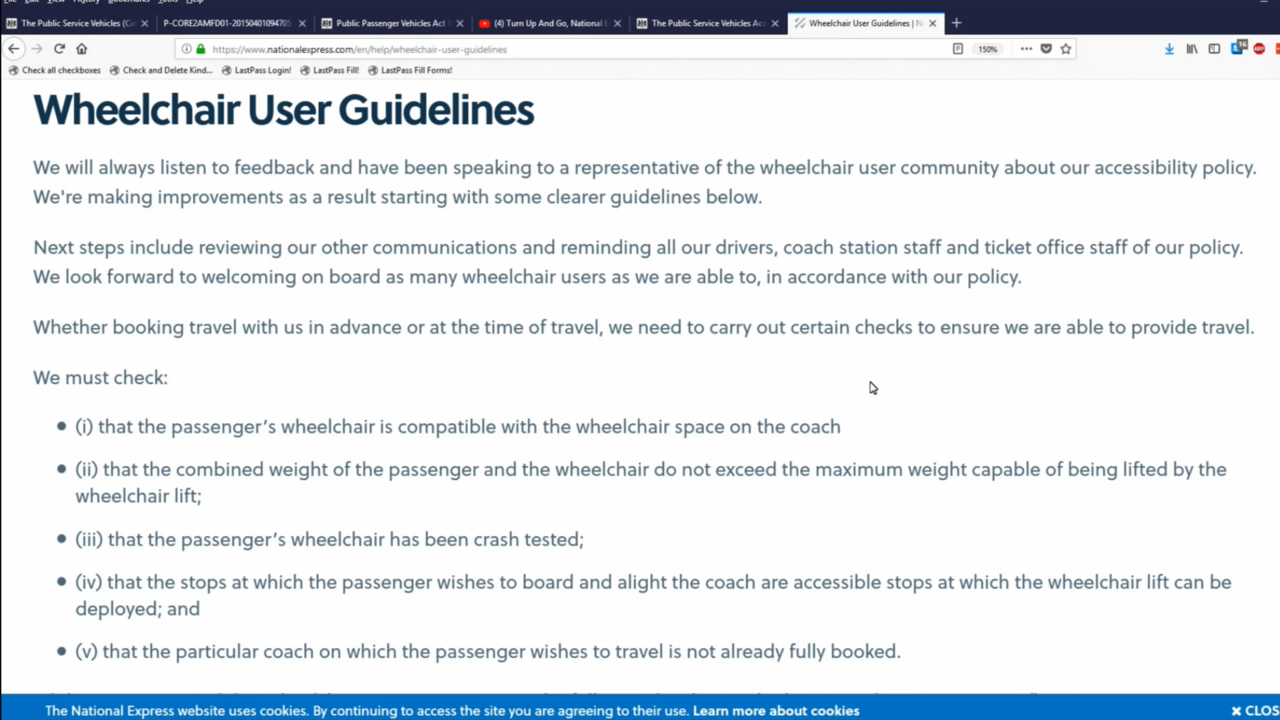 The Public Service Vehicles (Co
P-CORE2AMFD01-20150401094705
Public Passenger Vehicles Act
(4) Turn Up And Go, National E
The Public Service Vehicles Ac
Wheelchair User Guidelines | N
https://www.nationalexpress.com/en/help/wheelchair-user-guidelines
150%
Check all checkboxes
Check and Delete Kind...
LastPass Login!
LastPass Fill!
LastPass Fill Forms!
Wheelchair User Guidelines
We will always listen to feedback and have been speaking to a representative of the wheelchair user community about our accessibility policy.
We're making improvements as a result starting with some clearer guidelines below.
Next steps include reviewing our other communications and reminding all our drivers, coach station staff and ticket office staff of our policy.
We look forward to welcoming on board as many wheelchair users as we are able to, in accordance with our policy.
Whether booking travel with us in advance or at the time of travel, we need to carry out certain checks to ensure we are able to provide travel.
We must check:
(i) that the passenger’s wheelchair is compatible with the wheelchair space on the coach
(ii) that the combined weight of the passenger and the wheelchair do not exceed the maximum weight capable of being lifted by the
wheelchair lift;
(iii) that the passenger’s wheelchair has been crash tested;
(iv) that the stops at which the passenger wishes to board and alight the coach are accessible stops at which the wheelchair lift can be
deployed; and
(v) that the particular coach on which the passenger wishes to travel is not already fully booked.
The National Express website uses cookies. By continuing to access the site you are agreeing to their use. Learn more about cookies
✖ CLOS